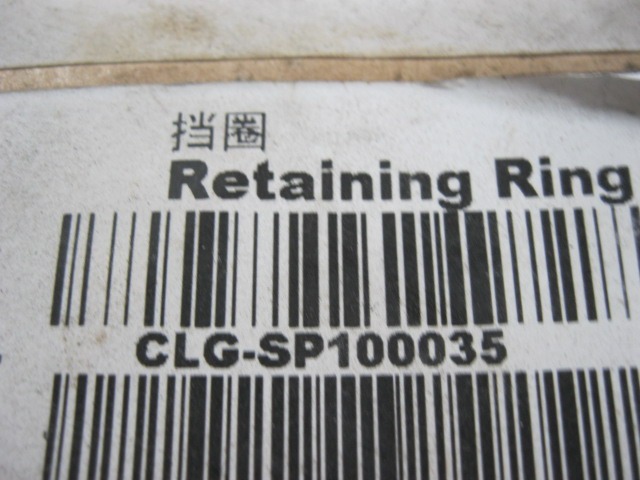 挡圈
Retaining Ring
CLG-SP100035